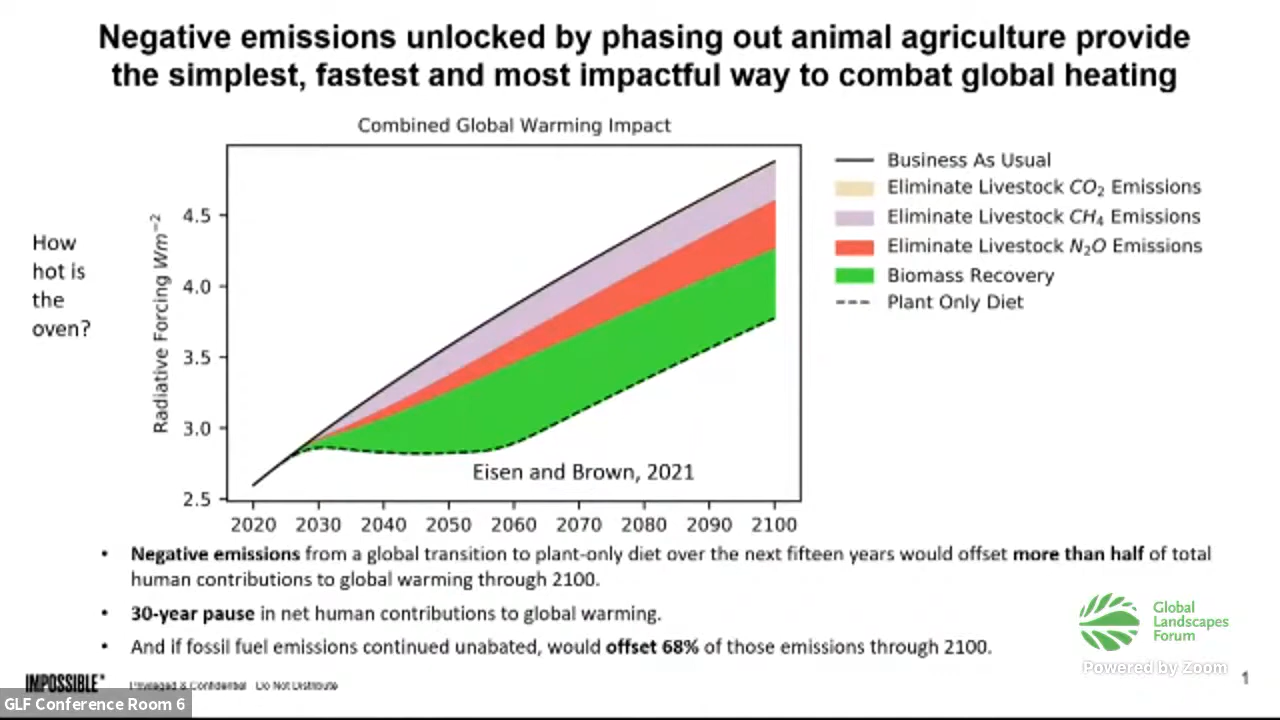 Negative emissions unlocked by phasing out animal agriculture provide
the simplest, fastest and most impactful way to combat global heating
Combined Global Warming Impact
How
hot is
the
oven?
Radiative Forcing Wm⁻²
4.5
4.0
3.5
3.0
2.5
2020 2030 2040 2050 2060 2070 2080 2090 2100
Eisen and Brown, 2021
Business As Usual
Eliminate Livestock CO₂ Emissions
Eliminate Livestock CH₄ Emissions
Eliminate Livestock N₂O Emissions
Biomass Recovery
Plant Only Diet
• Negative emissions from a global transition to plant-only diet over the next fifteen years would offset more than half of total
human contributions to global warming through 2100.
• 30-year pause in net human contributions to global warming.
• And if fossil fuel emissions continued unabated, would offset 68% of those emissions through 2100.
Global
Landscapes
Forum
Powered by Zoom
IMPOSSIBLE™
Privileged & Confidential Do Not Distribute
1
GLF Conference Room 6